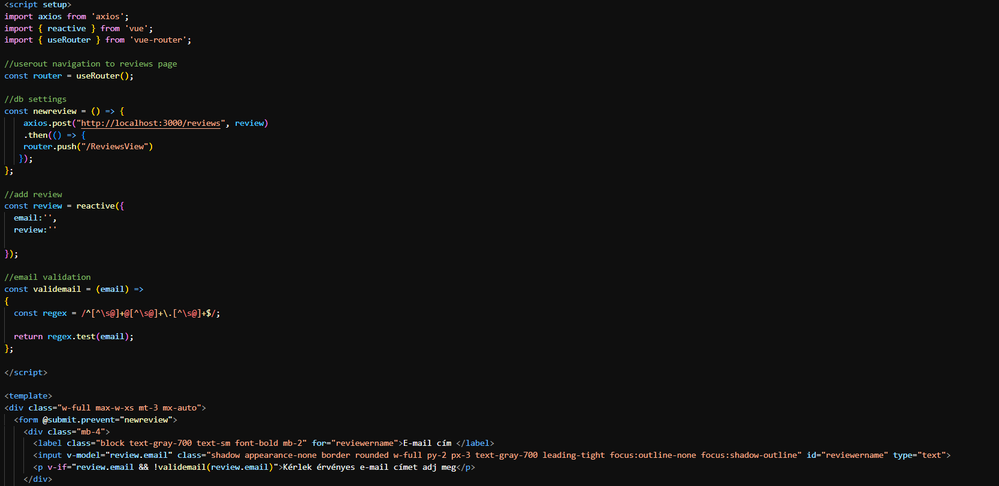 <script setup>
import axios from 'axios';
import { reactive } from 'vue';
import { useRouter } from 'vue-router';
//userout navigation to reviews page
const router = useRouter();
//db settings
const newreview = () => {
    axios.post("http://localhost:3000/reviews", review)
    .then(() => {
    router.push("/ReviewsView")
   });
};
//add review
const review = reactive({
  email:'',
  review:''
});
//email validation
const validemail = (email) =>
{
  const regex = /^[^\s@]+@[^\s@]+\.[^\s@]+$/;
  return regex.test(email);
};
</script>
<template>
<div class="w-full max-w-xs mt-3 mx-auto">
  <form @submit.prevent="newreview">
    <div class="mb-4">
      <label class="block text-gray-700 text-sm font-bold mb-2" for="reviewername">E-mail cím </label>
      <input v-model="review.email" class="shadow appearance-none border rounded w-full py-2 px-3 text-gray-700 leading-tight focus:outline-none focus:shadow-outline" id="reviewername" type="text">
      <p v-if="review.email && !validemail(review.email)">Kérlek érvényes e-mail címet adj meg</p>
    </div>